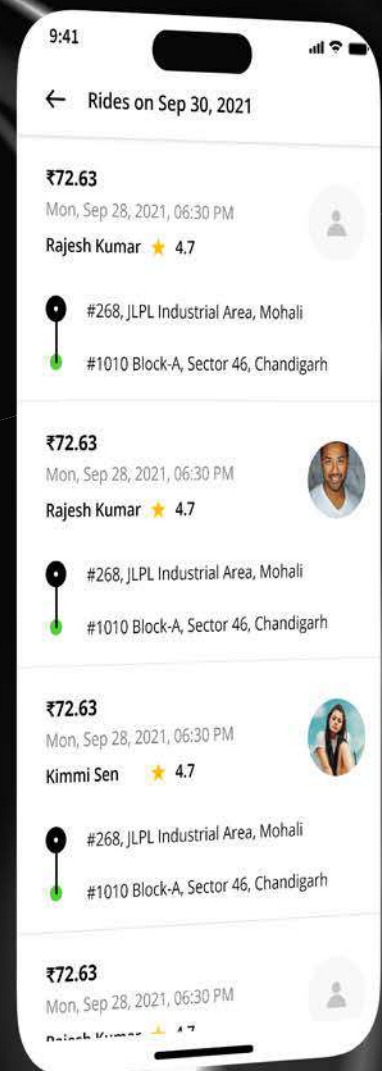 9:41
← Rides on Sep 30, 2021
₹72.63
Mon, Sep 28, 2021, 06:30 PM
Rajesh Kumar ★ 4.7
#268, JLPL Industrial Area, Mohali
#1010 Block-A, Sector 46, Chandigarh
₹72.63
Mon, Sep 28, 2021, 06:30 PM
Rajesh Kumar ★ 4.7
#268, JLPL Industrial Area, Mohali
#1010 Block-A, Sector 46, Chandigarh
₹72.63
Mon, Sep 28, 2021, 06:30 PM
Kimmi Sen ★ 4.7
#268, JLPL Industrial Area, Mohali
#1010 Block-A, Sector 46, Chandigarh
₹72.63
Mon, Sep 28, 2021, 06:30 PM
Rajesh Kumar ★ 4.7